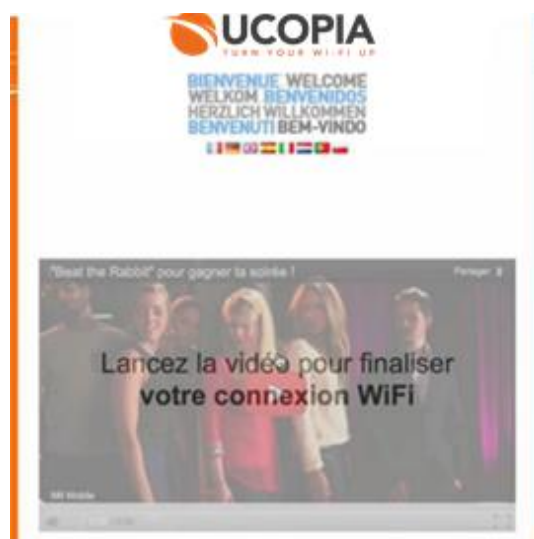 UCOPIA
TURN YOUR WI-FI UP
BIENVENUE WELCOME
WELKOM BENVENIDOS
HERZLICH WILLKOMMEN
BENVENUTI BEM-VINDO
"Beat the Rabbit" pour gagner ta soirée !
Partager
Lancez la vidéo pour finaliser
votre connexion WiFi